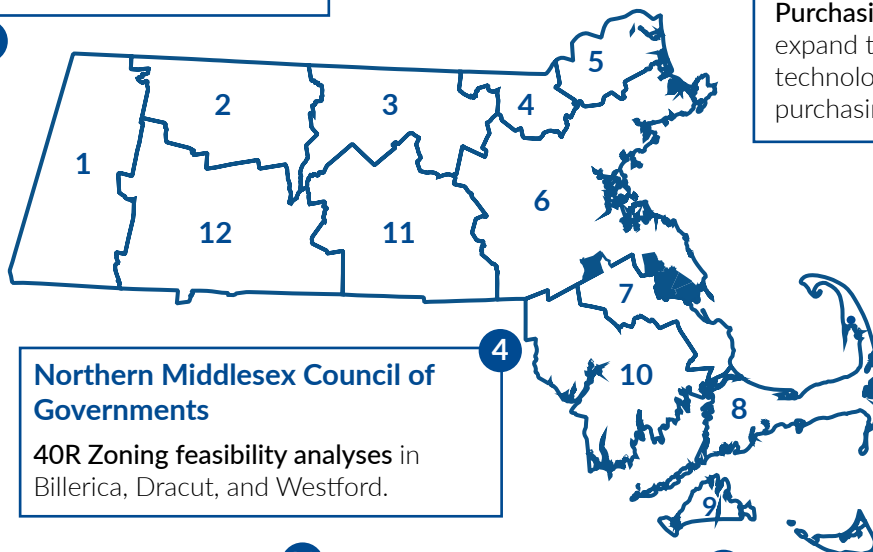 Purchasi
expand t
technolo
purchasin
5
2
3
4
1
6
12
11
7
4
Northern Middlesex Council of
Governments
40R Zoning feasibility analyses in
Billerica, Dracut, and Westford.
10
8
9